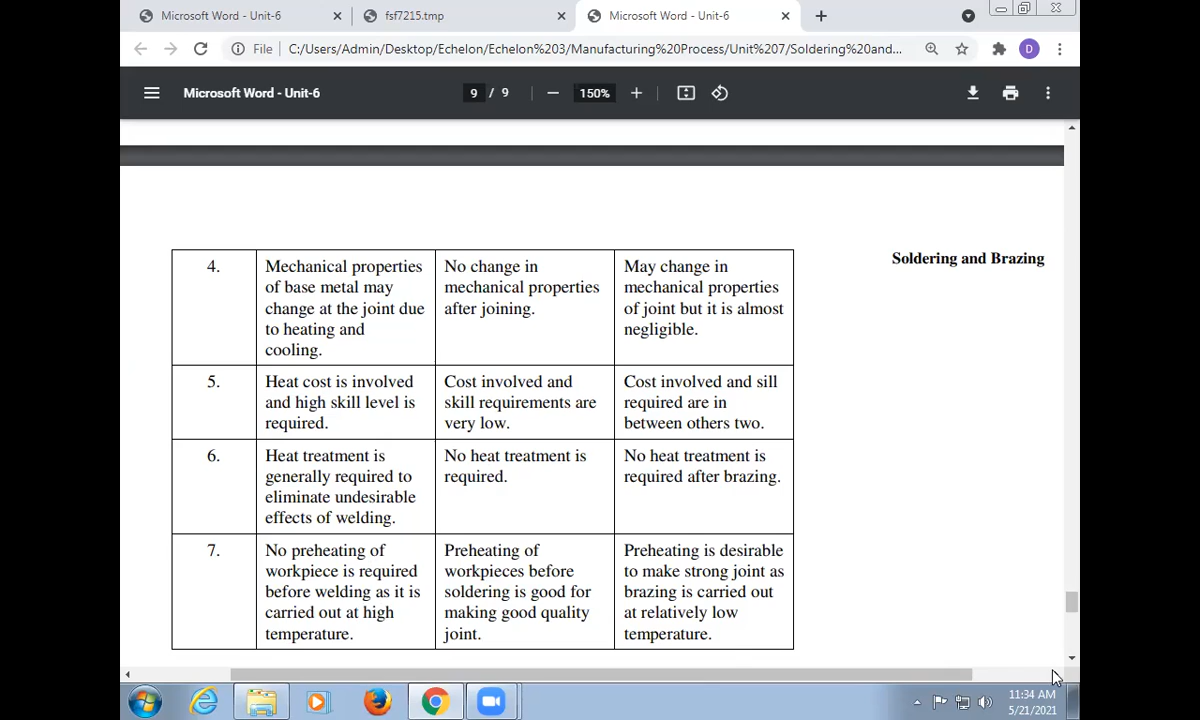 Microsoft Word - Unit-6
fsf7215.tmp
Microsoft Word - Unit-6
File
C:/Users/Admin/Desktop/Echelon/Echelon%203/Manufacturing%20Process/Unit%207/Soldering%20and...
D
Microsoft Word - Unit-6
9 / 9
150%
Soldering and Brazing
4.
Mechanical properties
of base metal may
change at the joint due
to heating and
cooling.
No change in
mechanical properties
after joining.
May change in
mechanical properties
of joint but it is almost
negligible.
5.
Heat cost is involved
and high skill level is
required.
Cost involved and
skill requirements are
very low.
Cost involved and sill
required are in
between others two.
6.
Heat treatment is
generally required to
eliminate undesirable
effects of welding.
No heat treatment is
required.
No heat treatment is
required after brazing.
7.
No preheating of
workpiece is required
before welding as it is
carried out at high
temperature.
Preheating of
workpieces before
soldering is good for
making good quality
joint.
Preheating is desirable
to make strong joint as
brazing is carried out
at relatively low
temperature.
11:34 AM
5/21/2021